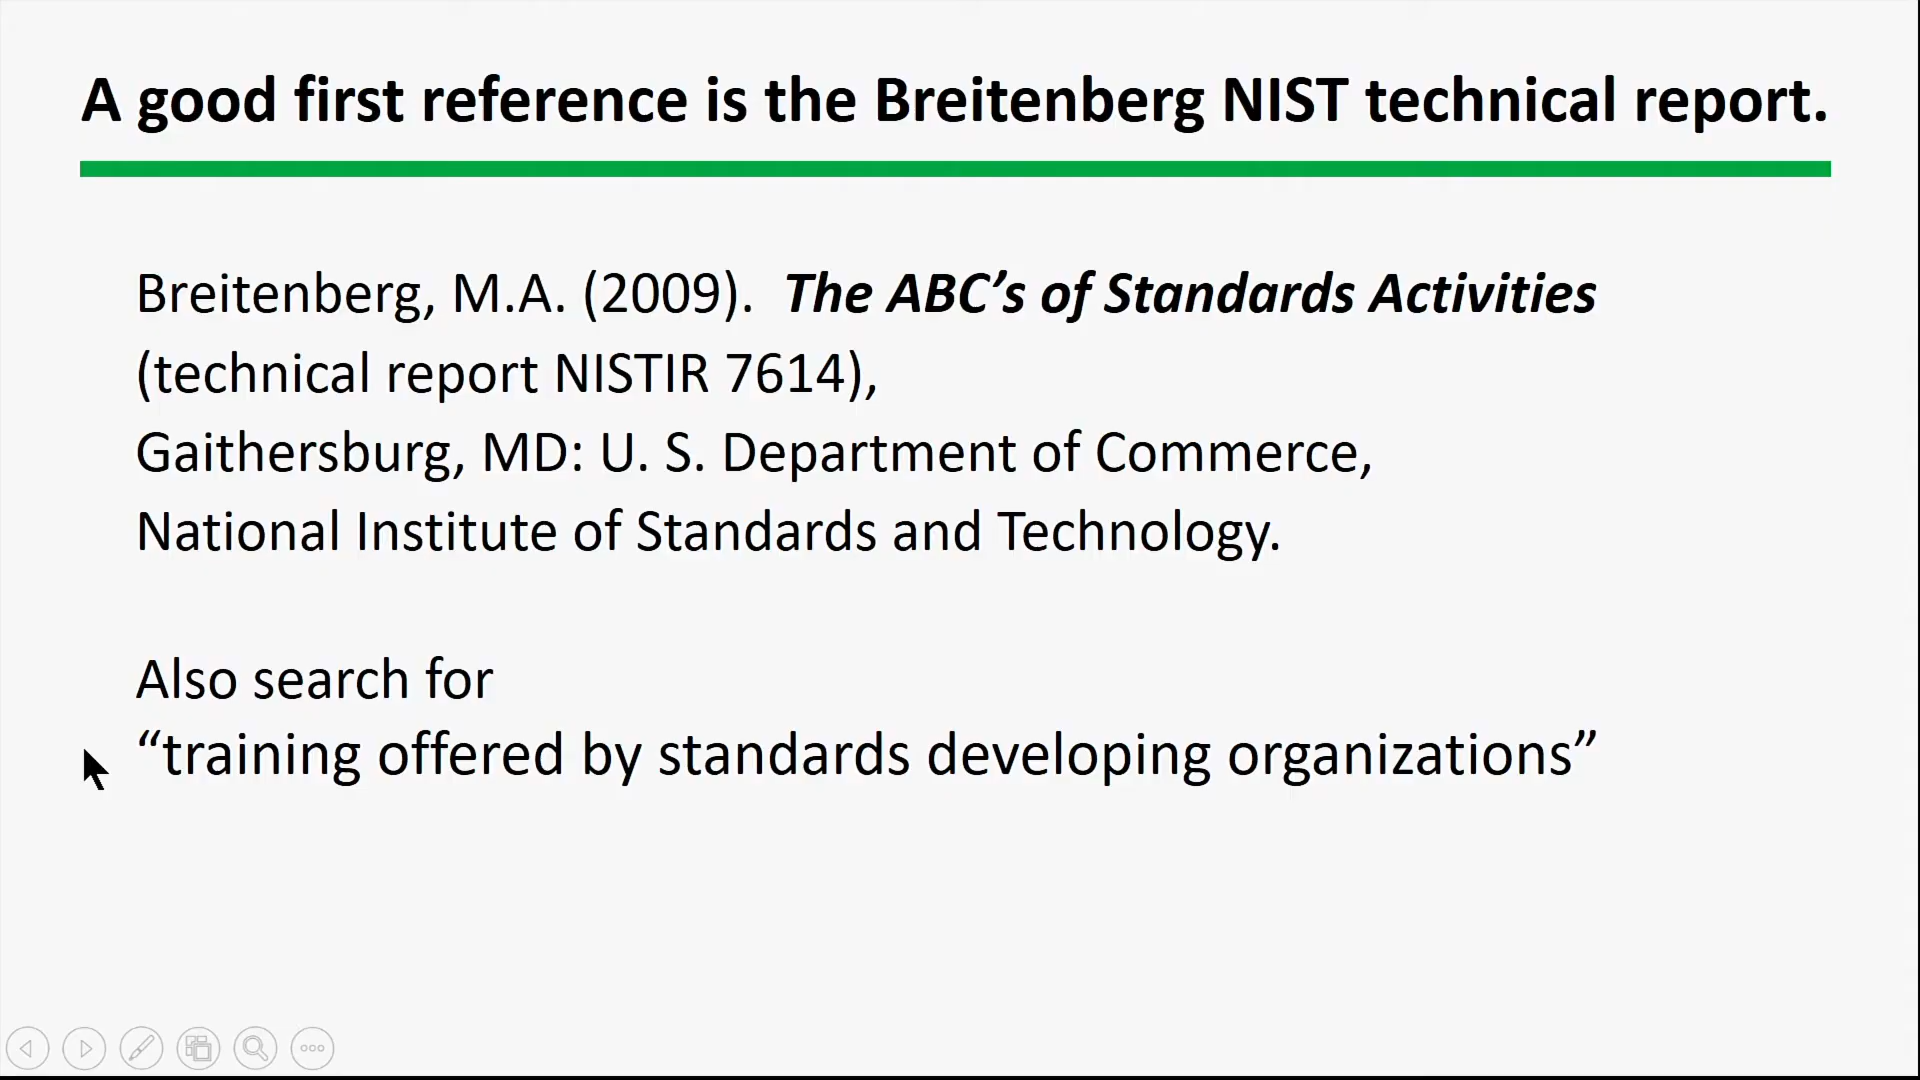 A good first reference is the Breitenberg NIST technical report.
Breitenberg, M.A. (2009).  The ABC’s of Standards Activities
(technical report NISTIR 7614),
Gaithersburg, MD: U. S. Department of Commerce,
National Institute of Standards and Technology.
Also search for
“training offered by standards developing organizations”